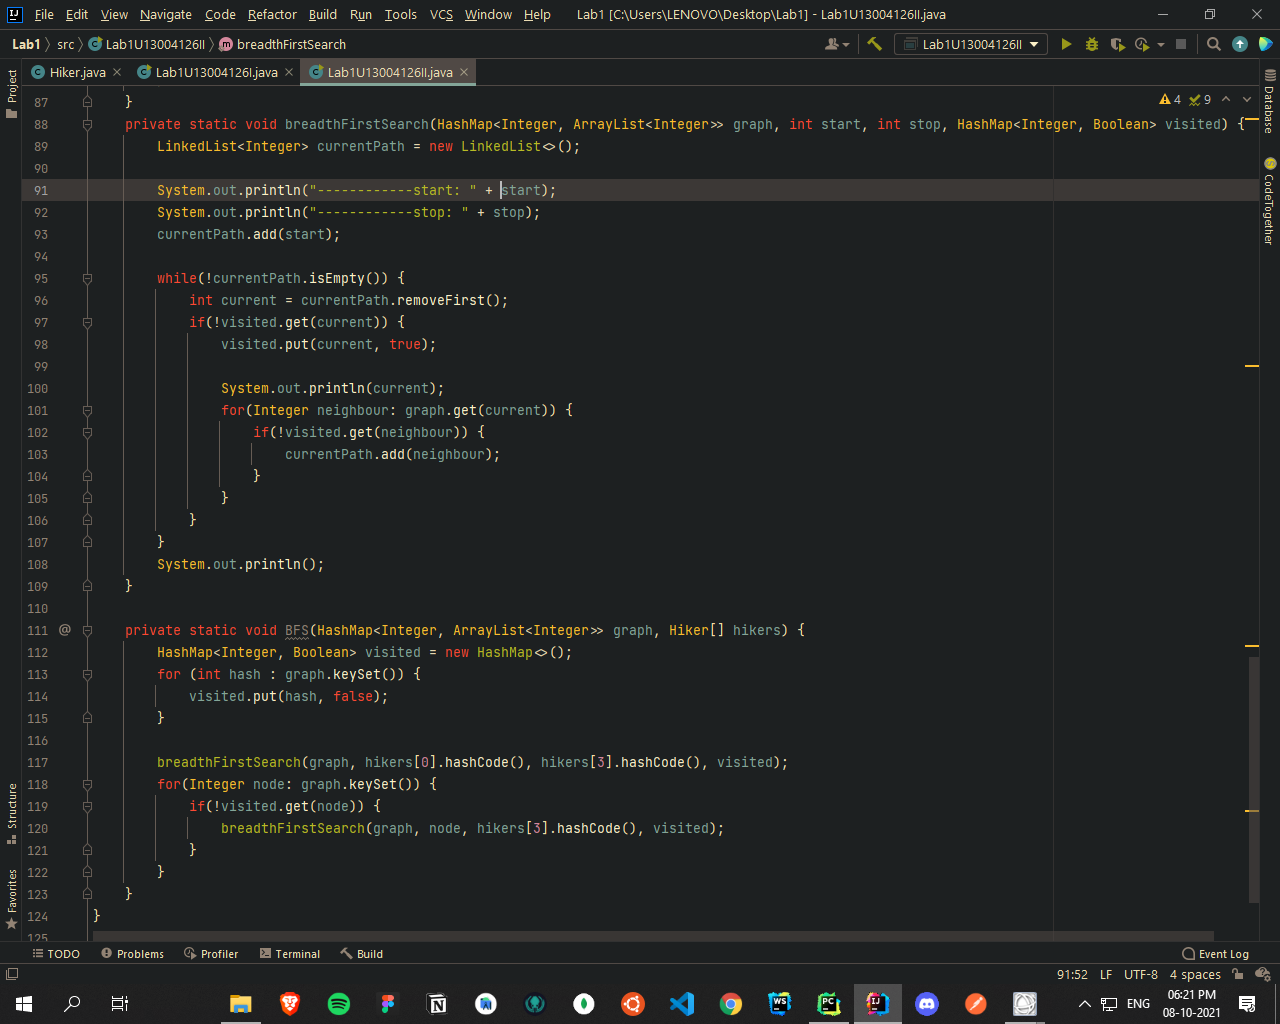 File Edit View Navigate Code Refactor Build Run Tools VCS Window Help Lab1 [C:\Users\LENOVO\Desktop\Lab1] - Lab1U13004126II.java
Lab1 src Lab1U13004126II breadthFirstSearch Lab1U13004126II
Hiker.java Lab1U13004126I.java Lab1U13004126II.java
Project
Structure
Favorites
Database
CodeTogether
4 9
87 }
88 private static void breadthFirstSearch(HashMap<Integer, ArrayList<Integer>> graph, int start, int stop, HashMap<Integer, Boolean> visited) {
89 LinkedList<Integer> currentPath = new LinkedList<>();
90
91 System.out.println("------------start: " + start);
92 System.out.println("------------stop: " + stop);
93 currentPath.add(start);
94
95 while(!currentPath.isEmpty()) {
96 int current = currentPath.removeFirst();
97 if(!visited.get(current)) {
98 visited.put(current, true);
99
100 System.out.println(current);
101 for(Integer neighbour: graph.get(current)) {
102 if(!visited.get(neighbour)) {
103 currentPath.add(neighbour);
104 }
105 }
106 }
107 }
108 System.out.println();
109 }
110
111 @ private static void BFS(HashMap<Integer, ArrayList<Integer>> graph, Hiker[] hikers) {
112 HashMap<Integer, Boolean> visited = new HashMap<>();
113 for (int hash : graph.keySet()) {
114 visited.put(hash, false);
115 }
116
117 breadthFirstSearch(graph, hikers[0].hashCode(), hikers[3].hashCode(), visited);
118 for(Integer node: graph.keySet()) {
119 if(!visited.get(node)) {
120 breadthFirstSearch(graph, node, hikers[3].hashCode(), visited);
121 }
122 }
123 }
124 }
125
TODO Problems Profiler Terminal Build Event Log
91:52 LF UTF-8 4 spaces
ENG 06:21 PM
08-10-2021